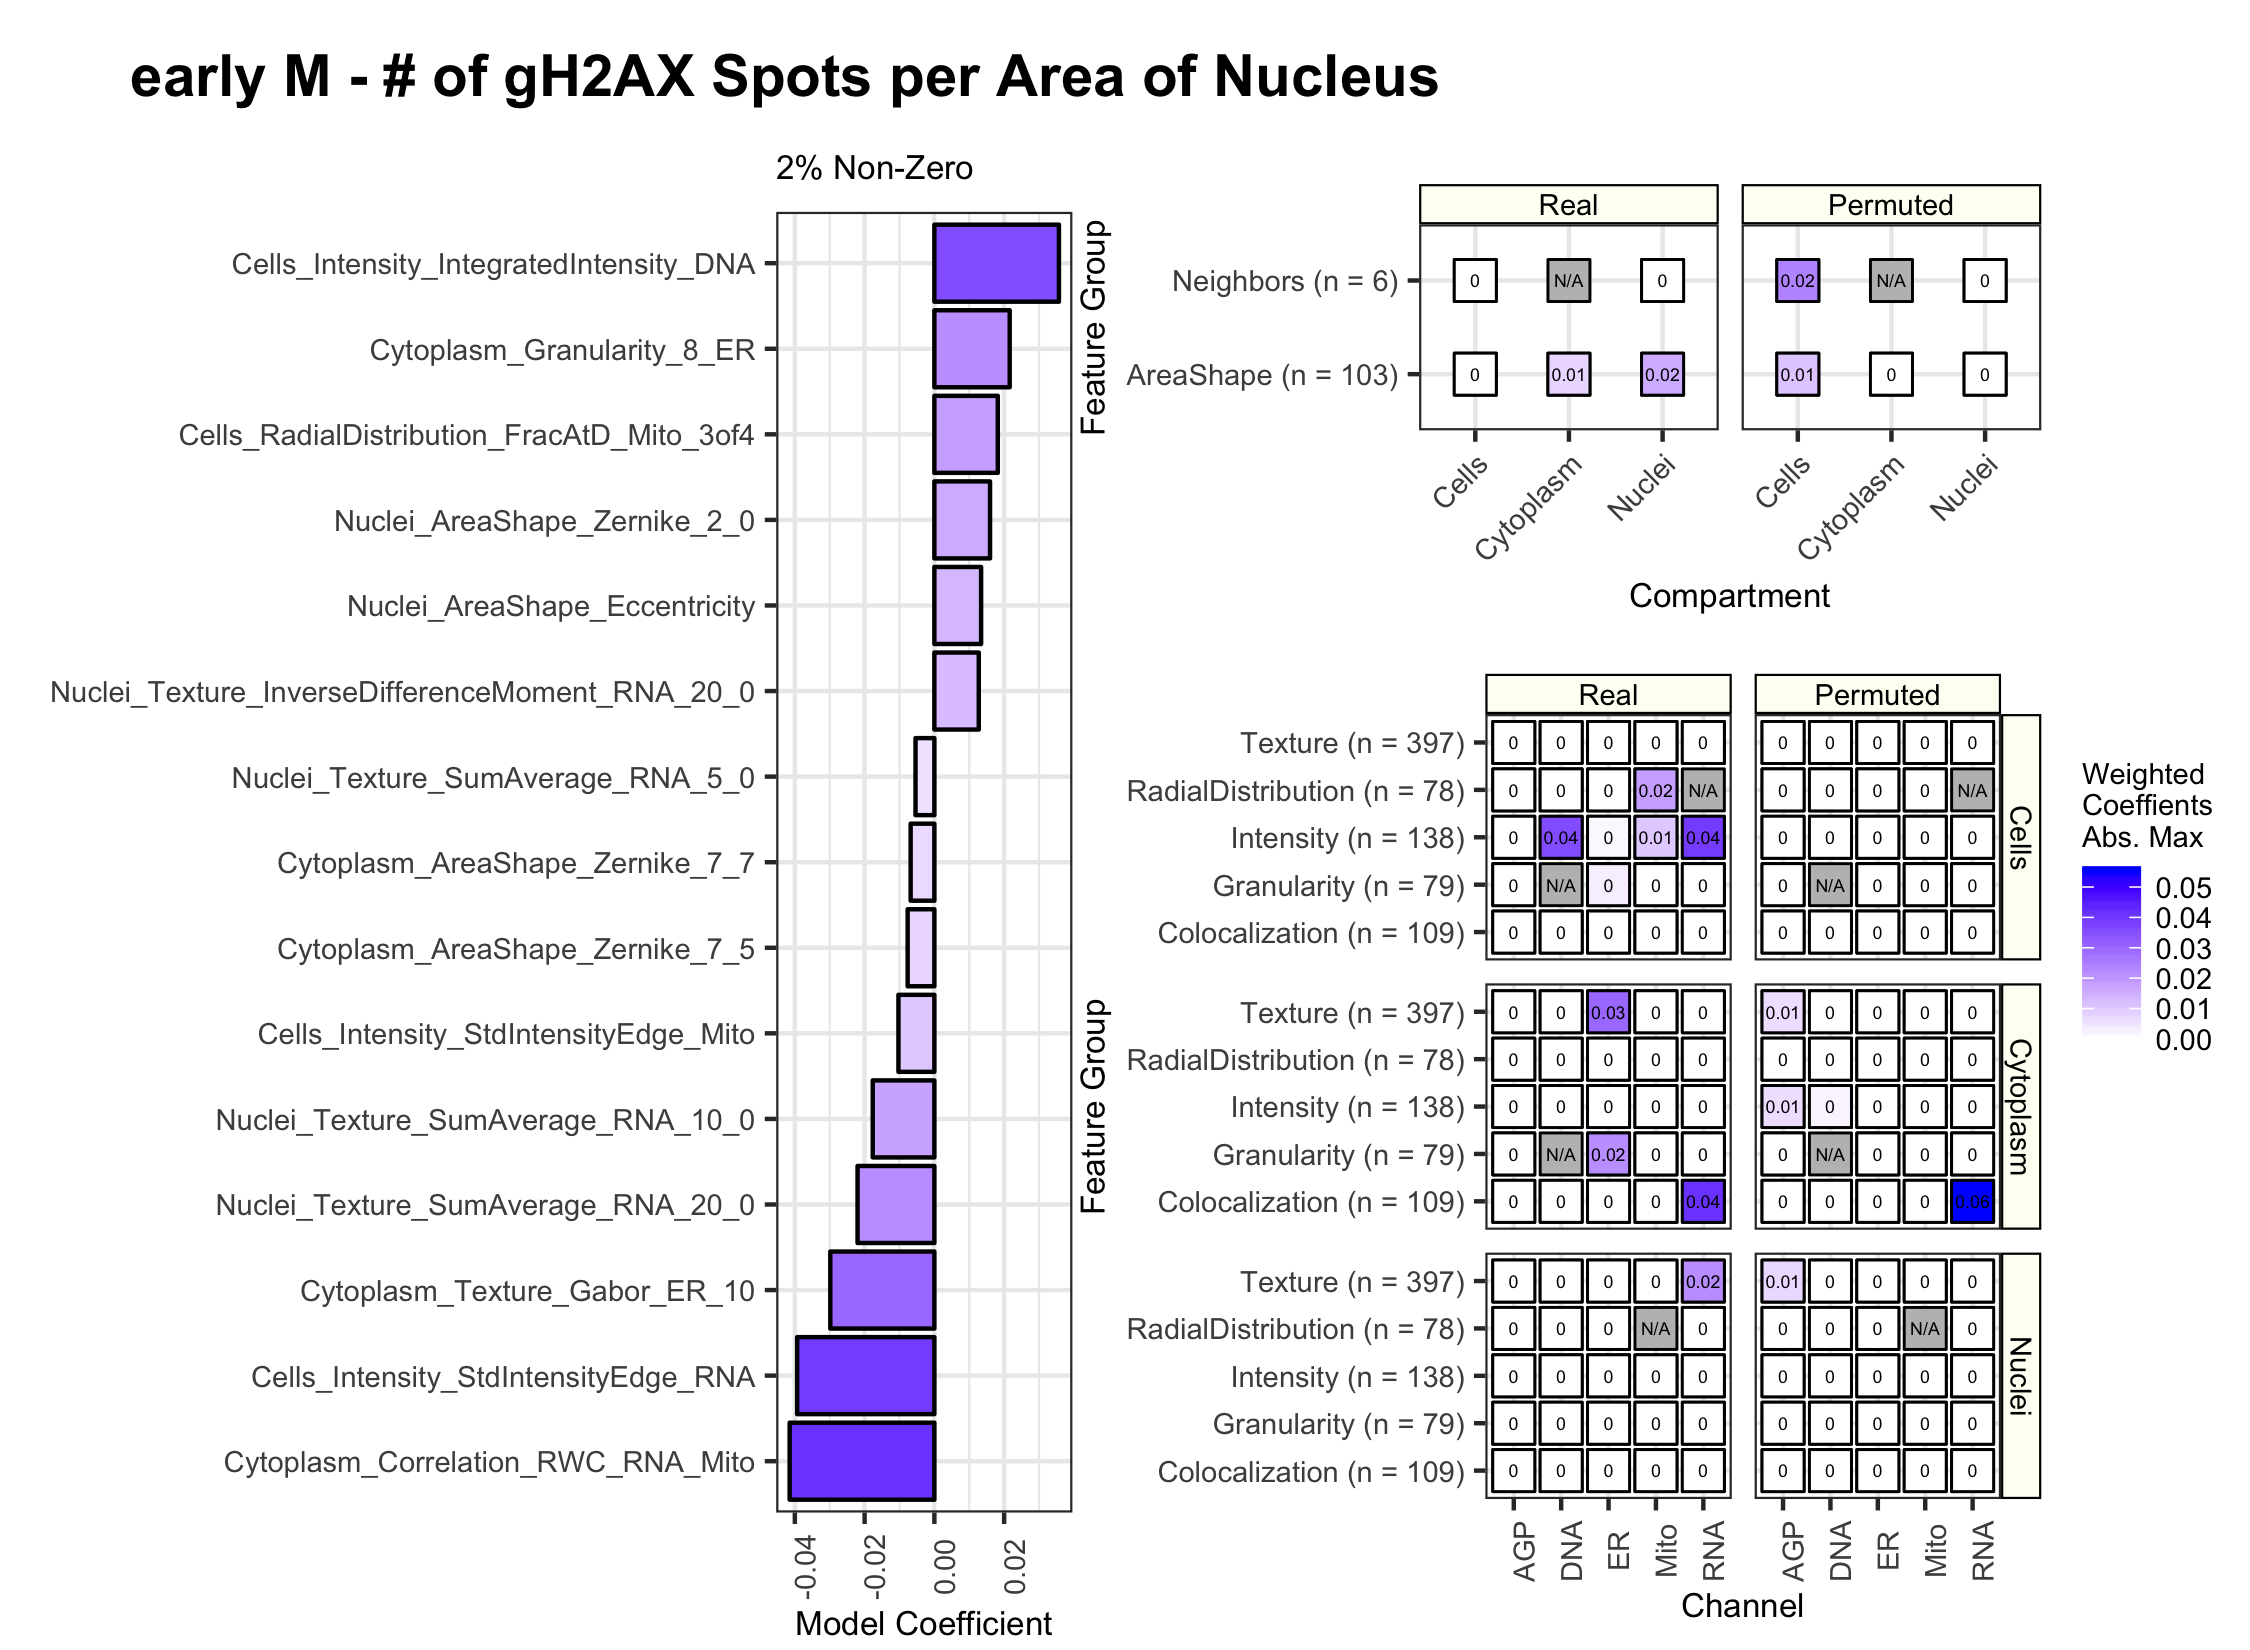 early M - # of gH2AX Spots per Area of Nucleus
2% Non-Zero
Cells_Intensity_IntegratedIntensity_DNA
Cytoplasm_Granularity_8_ER
Cells_RadialDistribution_FracAtD_Mito_3of4
Nuclei_AreaShape_Zernike_2_0
Nuclei_AreaShape_Eccentricity
Nuclei_Texture_InverseDifferenceMoment_RNA_20_0
Nuclei_Texture_SumAverage_RNA_5_0
Cytoplasm_AreaShape_Zernike_7_7
Cytoplasm_AreaShape_Zernike_7_5
Cells_Intensity_StdIntensityEdge_Mito
Nuclei_Texture_SumAverage_RNA_10_0
Nuclei_Texture_SumAverage_RNA_20_0
Cytoplasm_Texture_Gabor_ER_10
Cells_Intensity_StdIntensityEdge_RNA
Cytoplasm_Correlation_RWC_RNA_Mito
-0.04 -0.02 0.00 0.02
Model Coefficient
Feature Group
Real Permuted
Neighbors (n = 6) 0 N/A 0 0.02 N/A 0
AreaShape (n = 103) 0 0.01 0.02 0.01 0 0
Cells Cytoplasm Nuclei Cells Cytoplasm Nuclei
Compartment
Feature Group
Real Permuted
Texture (n = 397) 0 0 0 0 0 0 0 0 0 0
RadialDistribution (n = 78) 0 0 0 0.02 N/A 0 0 0 0 N/A
Intensity (n = 138) 0 0.04 0 0.01 0.04 0 0 0 0 0
Granularity (n = 79) 0 N/A 0 0 0 0 N/A 0 0 0
Colocalization (n = 109) 0 0 0 0 0 0 0 0 0 0
Cells
Texture (n = 397) 0 0 0.03 0 0 0.01 0 0 0 0
RadialDistribution (n = 78) 0 0 0 0 0 0 0 0 0 0
Intensity (n = 138) 0 0 0 0 0 0.01 0 0 0 0
Granularity (n = 79) 0 N/A 0.02 0 0 0 N/A 0 0 0
Colocalization (n = 109) 0 0 0 0 0.04 0 0 0 0 0.06
Cytoplasm
Texture (n = 397) 0 0 0 0 0.02 0.01 0 0 0 0
RadialDistribution (n = 78) 0 0 0 N/A 0 0 0 0 N/A 0
Intensity (n = 138) 0 0 0 0 0 0 0 0 0 0
Granularity (n = 79) 0 0 0 0 0 0 0 0 0 0
Colocalization (n = 109) 0 0 0 0 0 0 0 0 0 0
Nuclei
AGP DNA ER Mito RNA AGP DNA ER Mito RNA
Channel
Weighted
Coeffients
Abs. Max
0.05
0.04
0.03
0.02
0.01
0.00